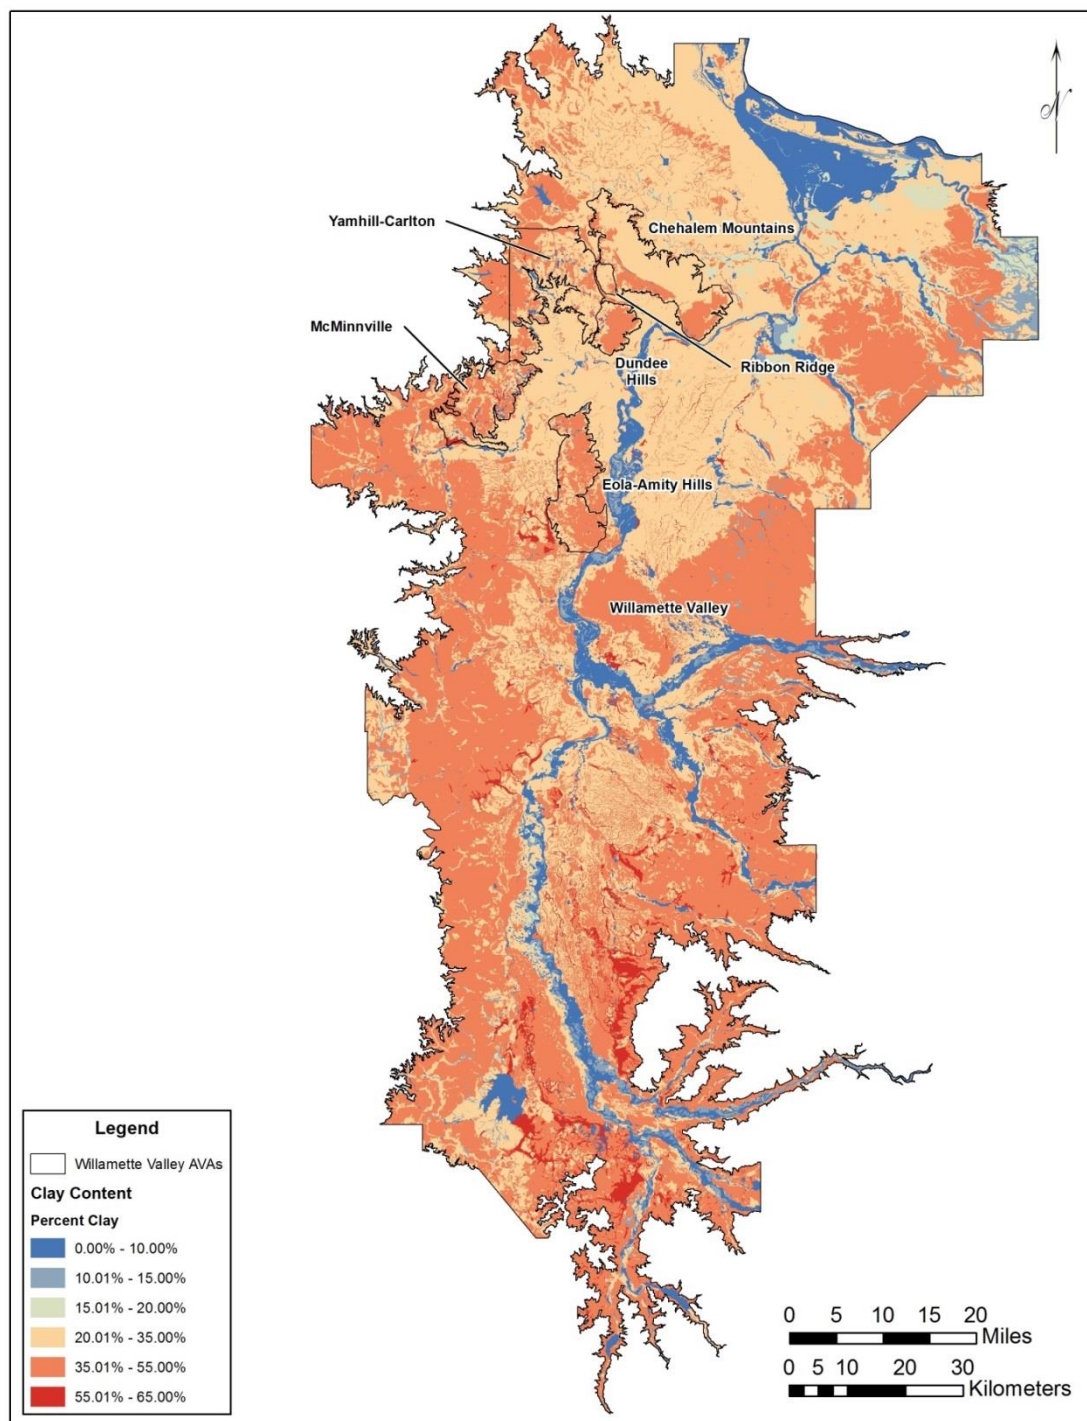 N
Yamhill-Carlton
Chehalem Mountains
McMinnville
Dundee
Hills
Ribbon Ridge
Eola-Amity Hills
Willamette Valley
Legend
Willamette Valley AVAs
Clay Content
Percent Clay
0.00% - 10.00%
10.01% - 15.00%
15.01% - 20.00%
20.01% - 35.00%
35.01% - 55.00%
55.01% - 65.00%
0 5 10 15 20
Miles
0 5 10 20 30
Kilometers